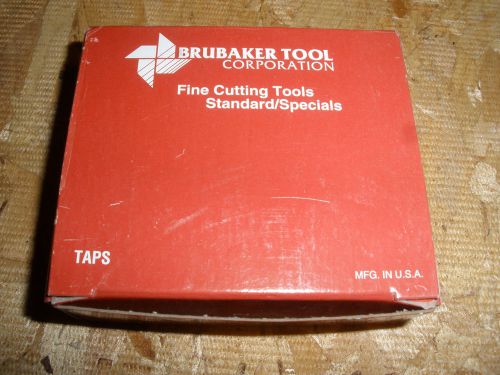 BRUBAKER TOOL
CORPORATION
Fine Cutting Tools
Standard/Specials
TAPS
MFG. IN U.S.A.